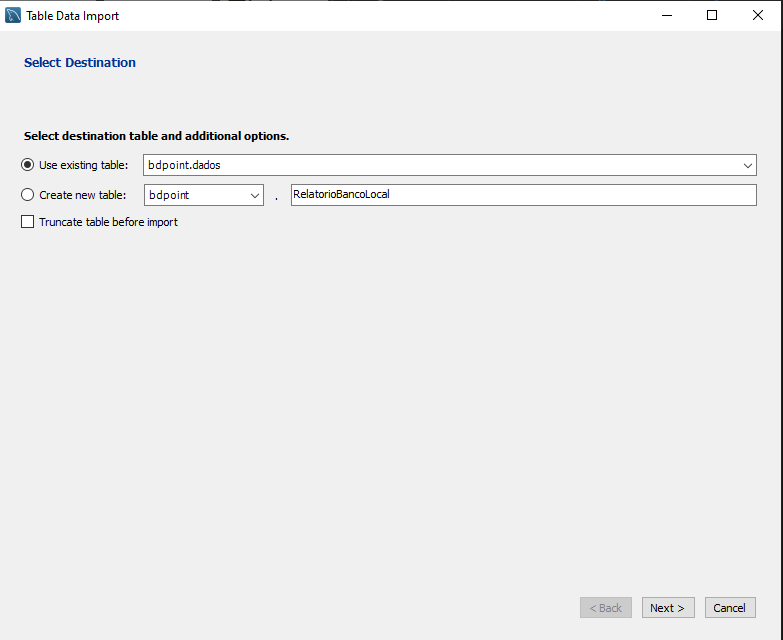 Table Data Import
Select Destination
Select destination table and additional options.
Use existing table: bdpoint.dados
Create new table: bdpoint . RelatorioBancoLocal
Truncate table before import
< Back Next > Cancel